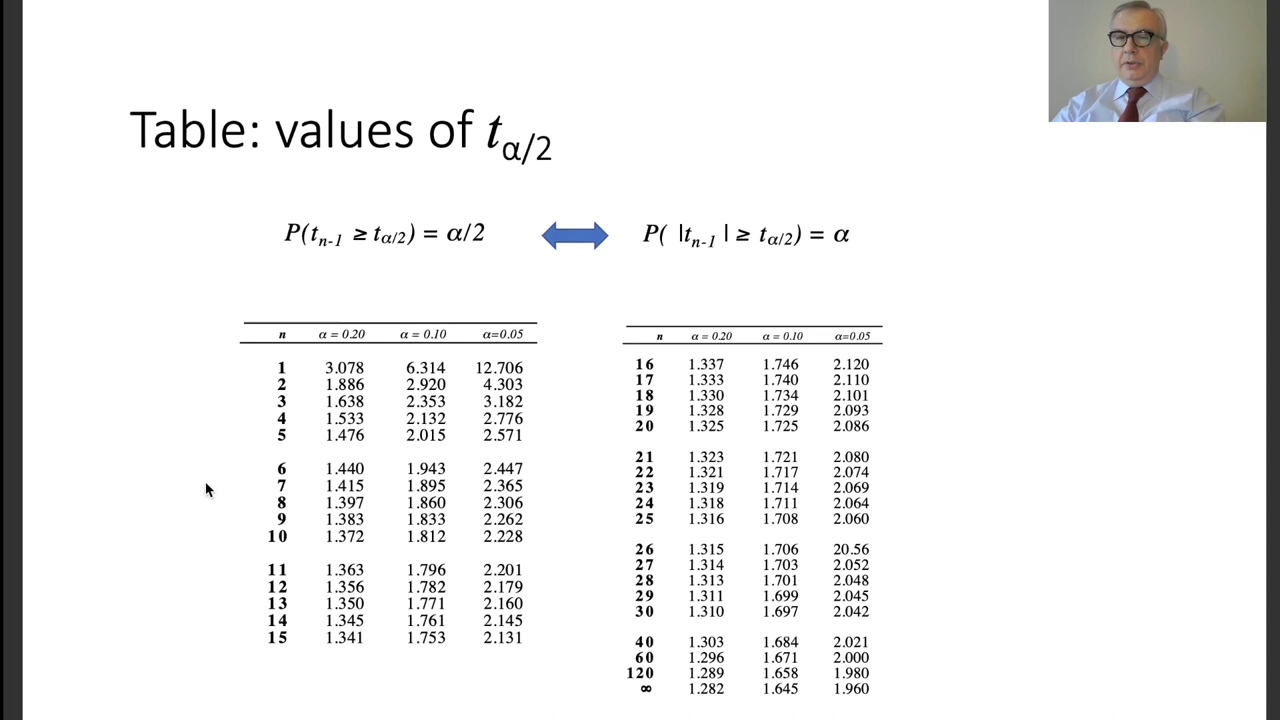 Table: values of tα/2
P(tn-1 ≥ tα/2) = α/2
P( |tn-1 | ≥ tα/2) = α
n α = 0.20 α = 0.10 α=0.05
1 3.078 6.314 12.706
2 1.886 2.920 4.303
3 1.638 2.353 3.182
4 1.533 2.132 2.776
5 1.476 2.015 2.571
6 1.440 1.943 2.447
7 1.415 1.895 2.365
8 1.397 1.860 2.306
9 1.383 1.833 2.262
10 1.372 1.812 2.228
11 1.363 1.796 2.201
12 1.356 1.782 2.179
13 1.350 1.771 2.160
14 1.345 1.761 2.145
15 1.341 1.753 2.131
n α = 0.20 α = 0.10 α=0.05
16 1.337 1.746 2.120
17 1.333 1.740 2.110
18 1.330 1.734 2.101
19 1.328 1.729 2.093
20 1.325 1.725 2.086
21 1.323 1.721 2.080
22 1.321 1.717 2.074
23 1.319 1.714 2.069
24 1.318 1.711 2.064
25 1.316 1.708 2.060
26 1.315 1.706 20.56
27 1.314 1.703 2.052
28 1.313 1.701 2.048
29 1.311 1.699 2.045
30 1.310 1.697 2.042
40 1.303 1.684 2.021
60 1.296 1.671 2.000
120 1.289 1.658 1.980
∞ 1.282 1.645 1.960